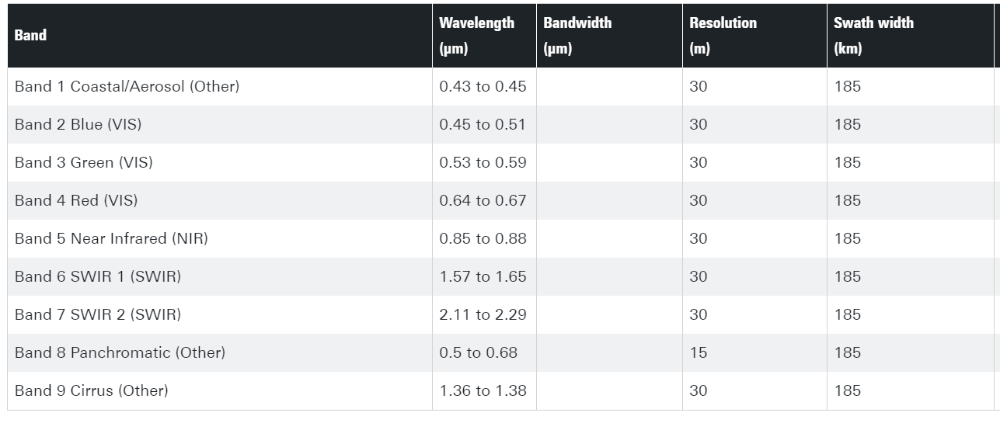 Band Wavelength (µm) Bandwidth (µm) Resolution (m) Swath width (km)
Band 1 Coastal/Aerosol (Other) 0.43 to 0.45 30 185
Band 2 Blue (VIS) 0.45 to 0.51 30 185
Band 3 Green (VIS) 0.53 to 0.59 30 185
Band 4 Red (VIS) 0.64 to 0.67 30 185
Band 5 Near Infrared (NIR) 0.85 to 0.88 30 185
Band 6 SWIR 1 (SWIR) 1.57 to 1.65 30 185
Band 7 SWIR 2 (SWIR) 2.11 to 2.29 30 185
Band 8 Panchromatic (Other) 0.5 to 0.68 15 185
Band 9 Cirrus (Other) 1.36 to 1.38 30 185